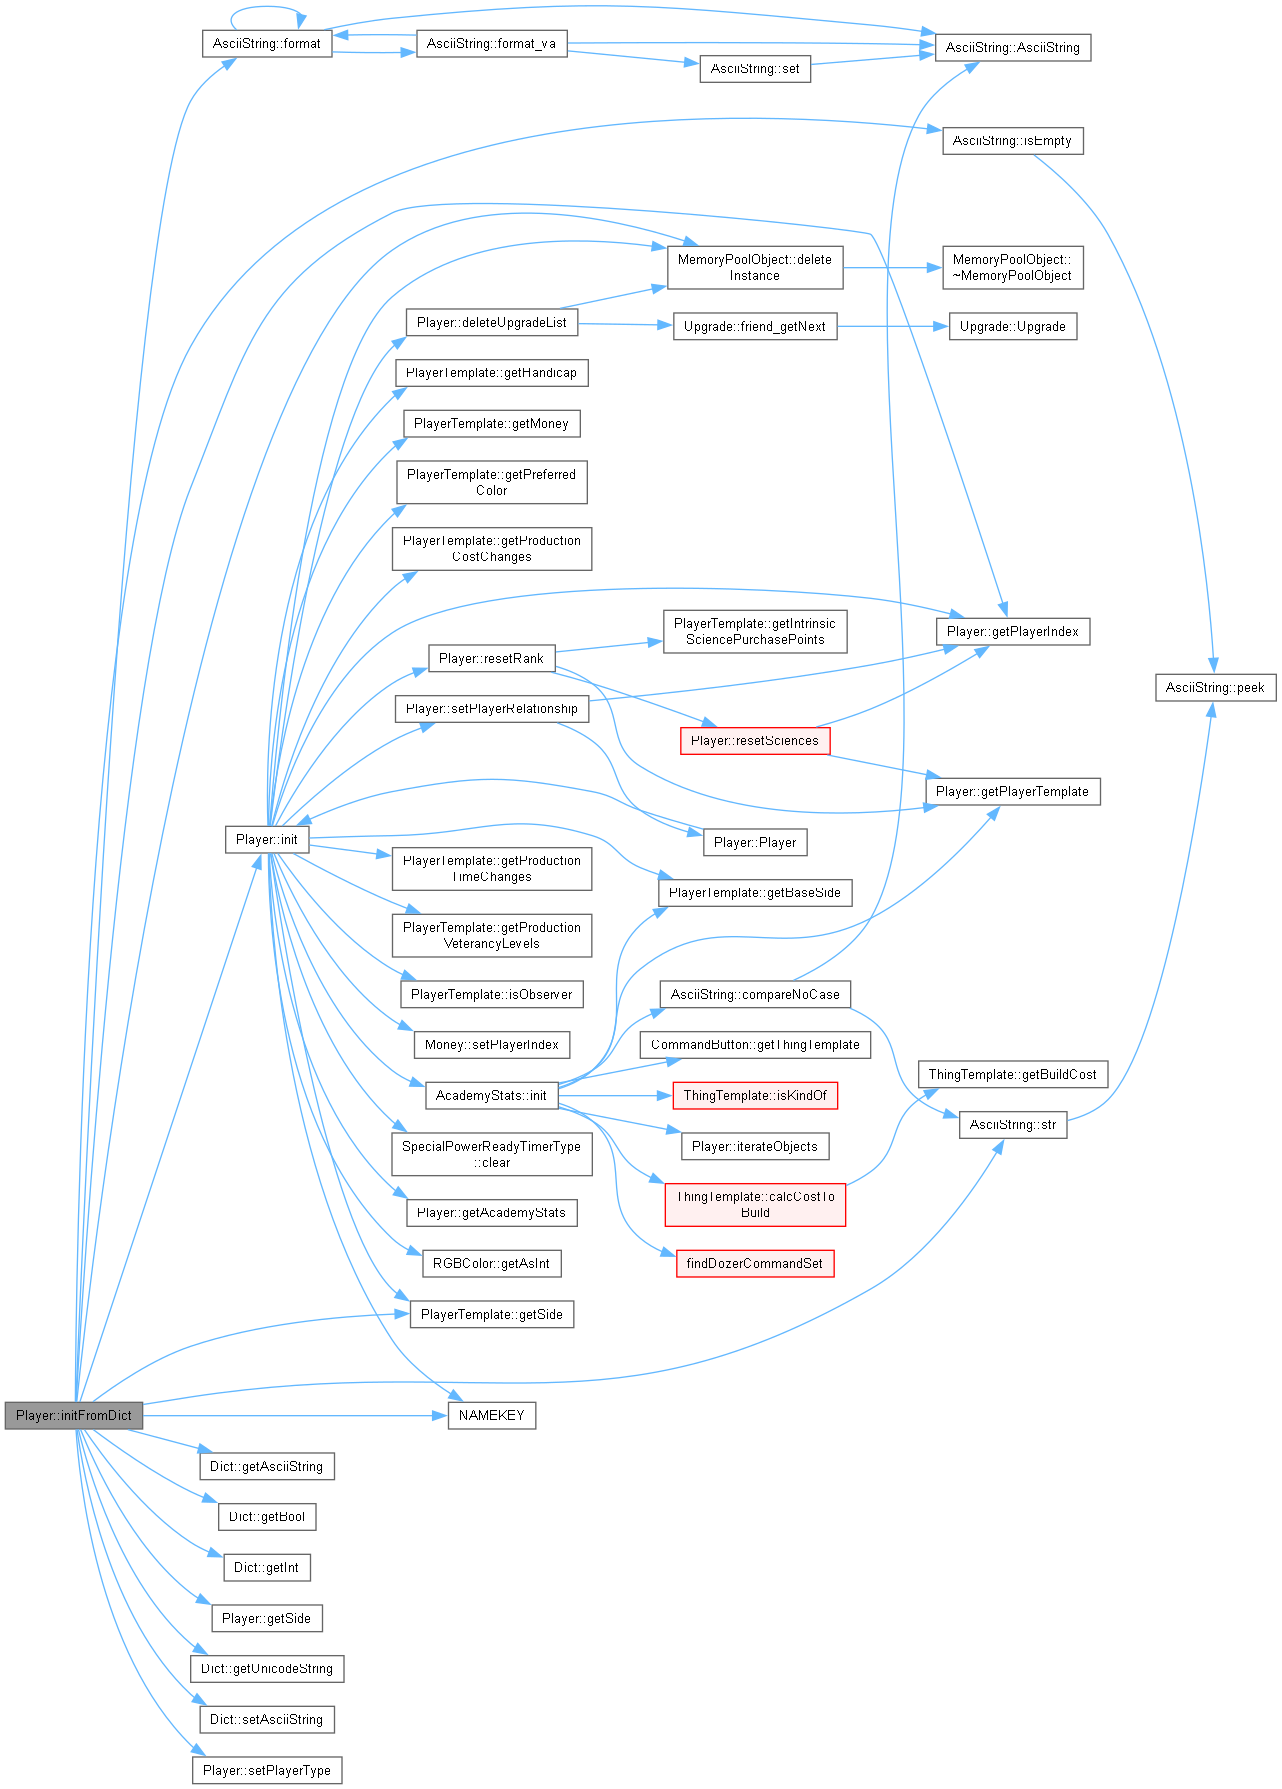 AsciiString::format
AsciiString::format_va
AsciiString::AsciiString
AsciiString::set
AsciiString::isEmpty
MemoryPoolObject::delete
Instance
MemoryPoolObject::
~MemoryPoolObject
Player::deleteUpgradeList
Upgrade::friend_getNext
Upgrade::Upgrade
PlayerTemplate::getHandicap
PlayerTemplate::getMoney
PlayerTemplate::getPreferred
Color
PlayerTemplate::getProduction
CostChanges
PlayerTemplate::getIntrinsic
SciencePurchasePoints
Player::getPlayerIndex
Player::resetRank
AsciiString::peek
Player::setPlayerRelationship
Player::resetSciences
Player::getPlayerTemplate
Player::init
Player::Player
PlayerTemplate::getProduction
TimeChanges
PlayerTemplate::getBaseSide
PlayerTemplate::getProduction
VeterancyLevels
PlayerTemplate::isObserver
AsciiString::compareNoCase
Money::setPlayerIndex
CommandButton::getThingTemplate
ThingTemplate::getBuildCost
AcademyStats::init
ThingTemplate::isKindOf
AsciiString::str
SpecialPowerReadyTimerType
::clear
Player::iterateObjects
Player::getAcademyStats
ThingTemplate::calcCostTo
Build
RGBColor::getAsInt
findDozerCommandSet
PlayerTemplate::getSide
Player::initFromDict
NAMEKEY
Dict::getAsciiString
Dict::getBool
Dict::getInt
Player::getSide
Dict::getUnicodeString
Dict::setAsciiString
Player::setPlayerType